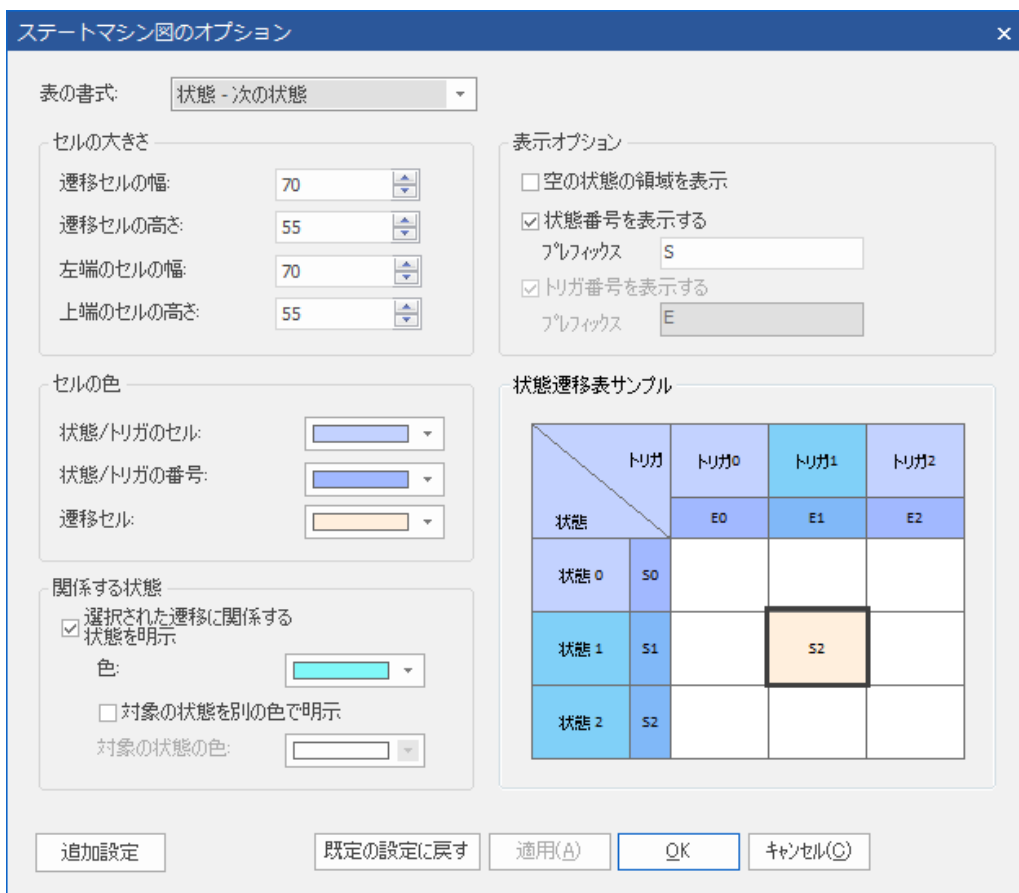 ステートマシン図のオプション
×
表の書式: 状態 - 次の状態
セルの大きさ
遷移セルの幅: 70
遷移セルの高さ: 55
左端のセルの幅: 70
上端のセルの高さ: 55
表示オプション
空の状態の領域を表示
状態番号を表示する
プレフィックス S
トリガ番号を表示する
プレフィックス E
セルの色
状態/トリガのセル:
状態/トリガの番号:
遷移セル:
関係する状態
選択された遷移に関係する
状態を明示
色:
対象の状態を別の色で明示
対象の状態の色:
状態遷移表サンプル
トリガ トリガ0 トリガ1 トリガ2
状態 E0 E1 E2
状態 0 S0
状態 1 S1 S2
状態 2 S2
追加設定 既定の設定に戻す 適用(A) OK キャンセル(C)